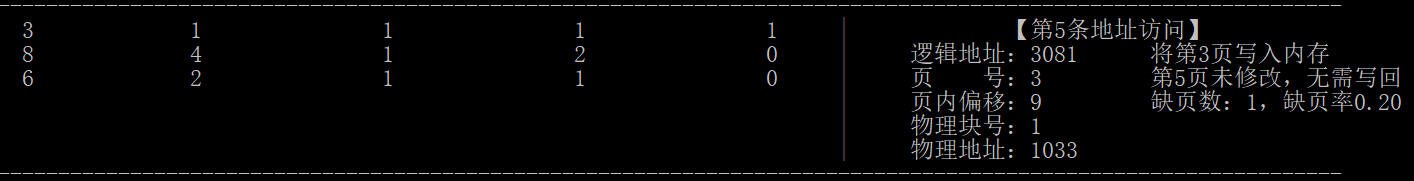 3 1 1 1 1
8 4 1 2 0
6 2 1 1 0
【第5条地址访问】
逻辑地址：3081 将第3页写入内存
页 号：3 第5页未修改，无需写回
页内偏移：9 缺页数：1，缺页率0.20
物理块号：1
物理地址：1033